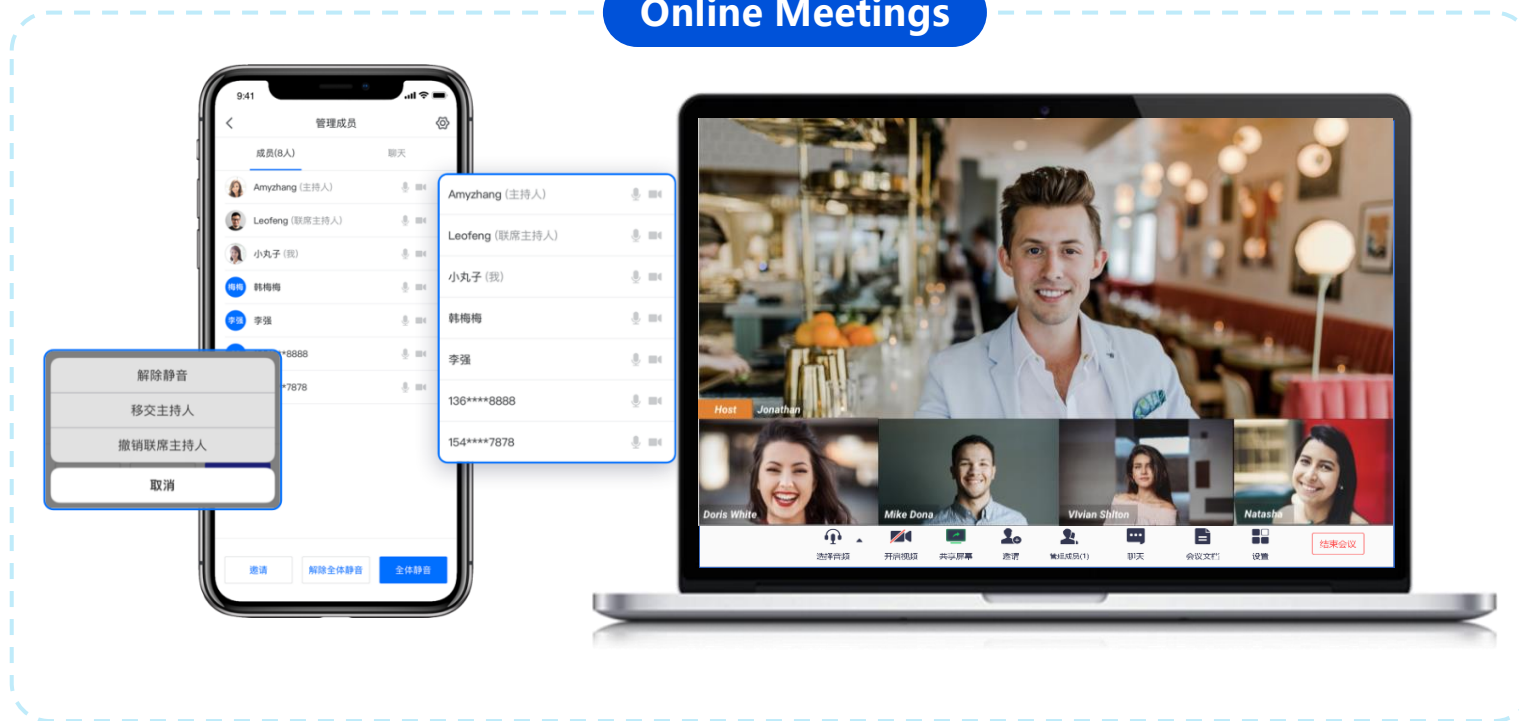 Online Meetings
9:41
管理成员
成员(8人)
聊天
Amyzhang (主持人)
Leofeng (联席主持人)
小丸子 (我)
梅梅 韩梅梅
李强 李强
*8888
*7878
解除静音
移交主持人
撤销联席主持人
取消
邀请
解除全体静音
全体静音
Amyzhang (主持人)
Leofeng (联席主持人)
小丸子 (我)
韩梅梅
李强
136****8888
154****7878
Host Jonathan
Doris White
Mike Dona
Vivian Shiton
Natasha
选择音频
开启视频
共享屏幕
邀请
管理成员(1)
聊天
会议文档
设置
结束会议